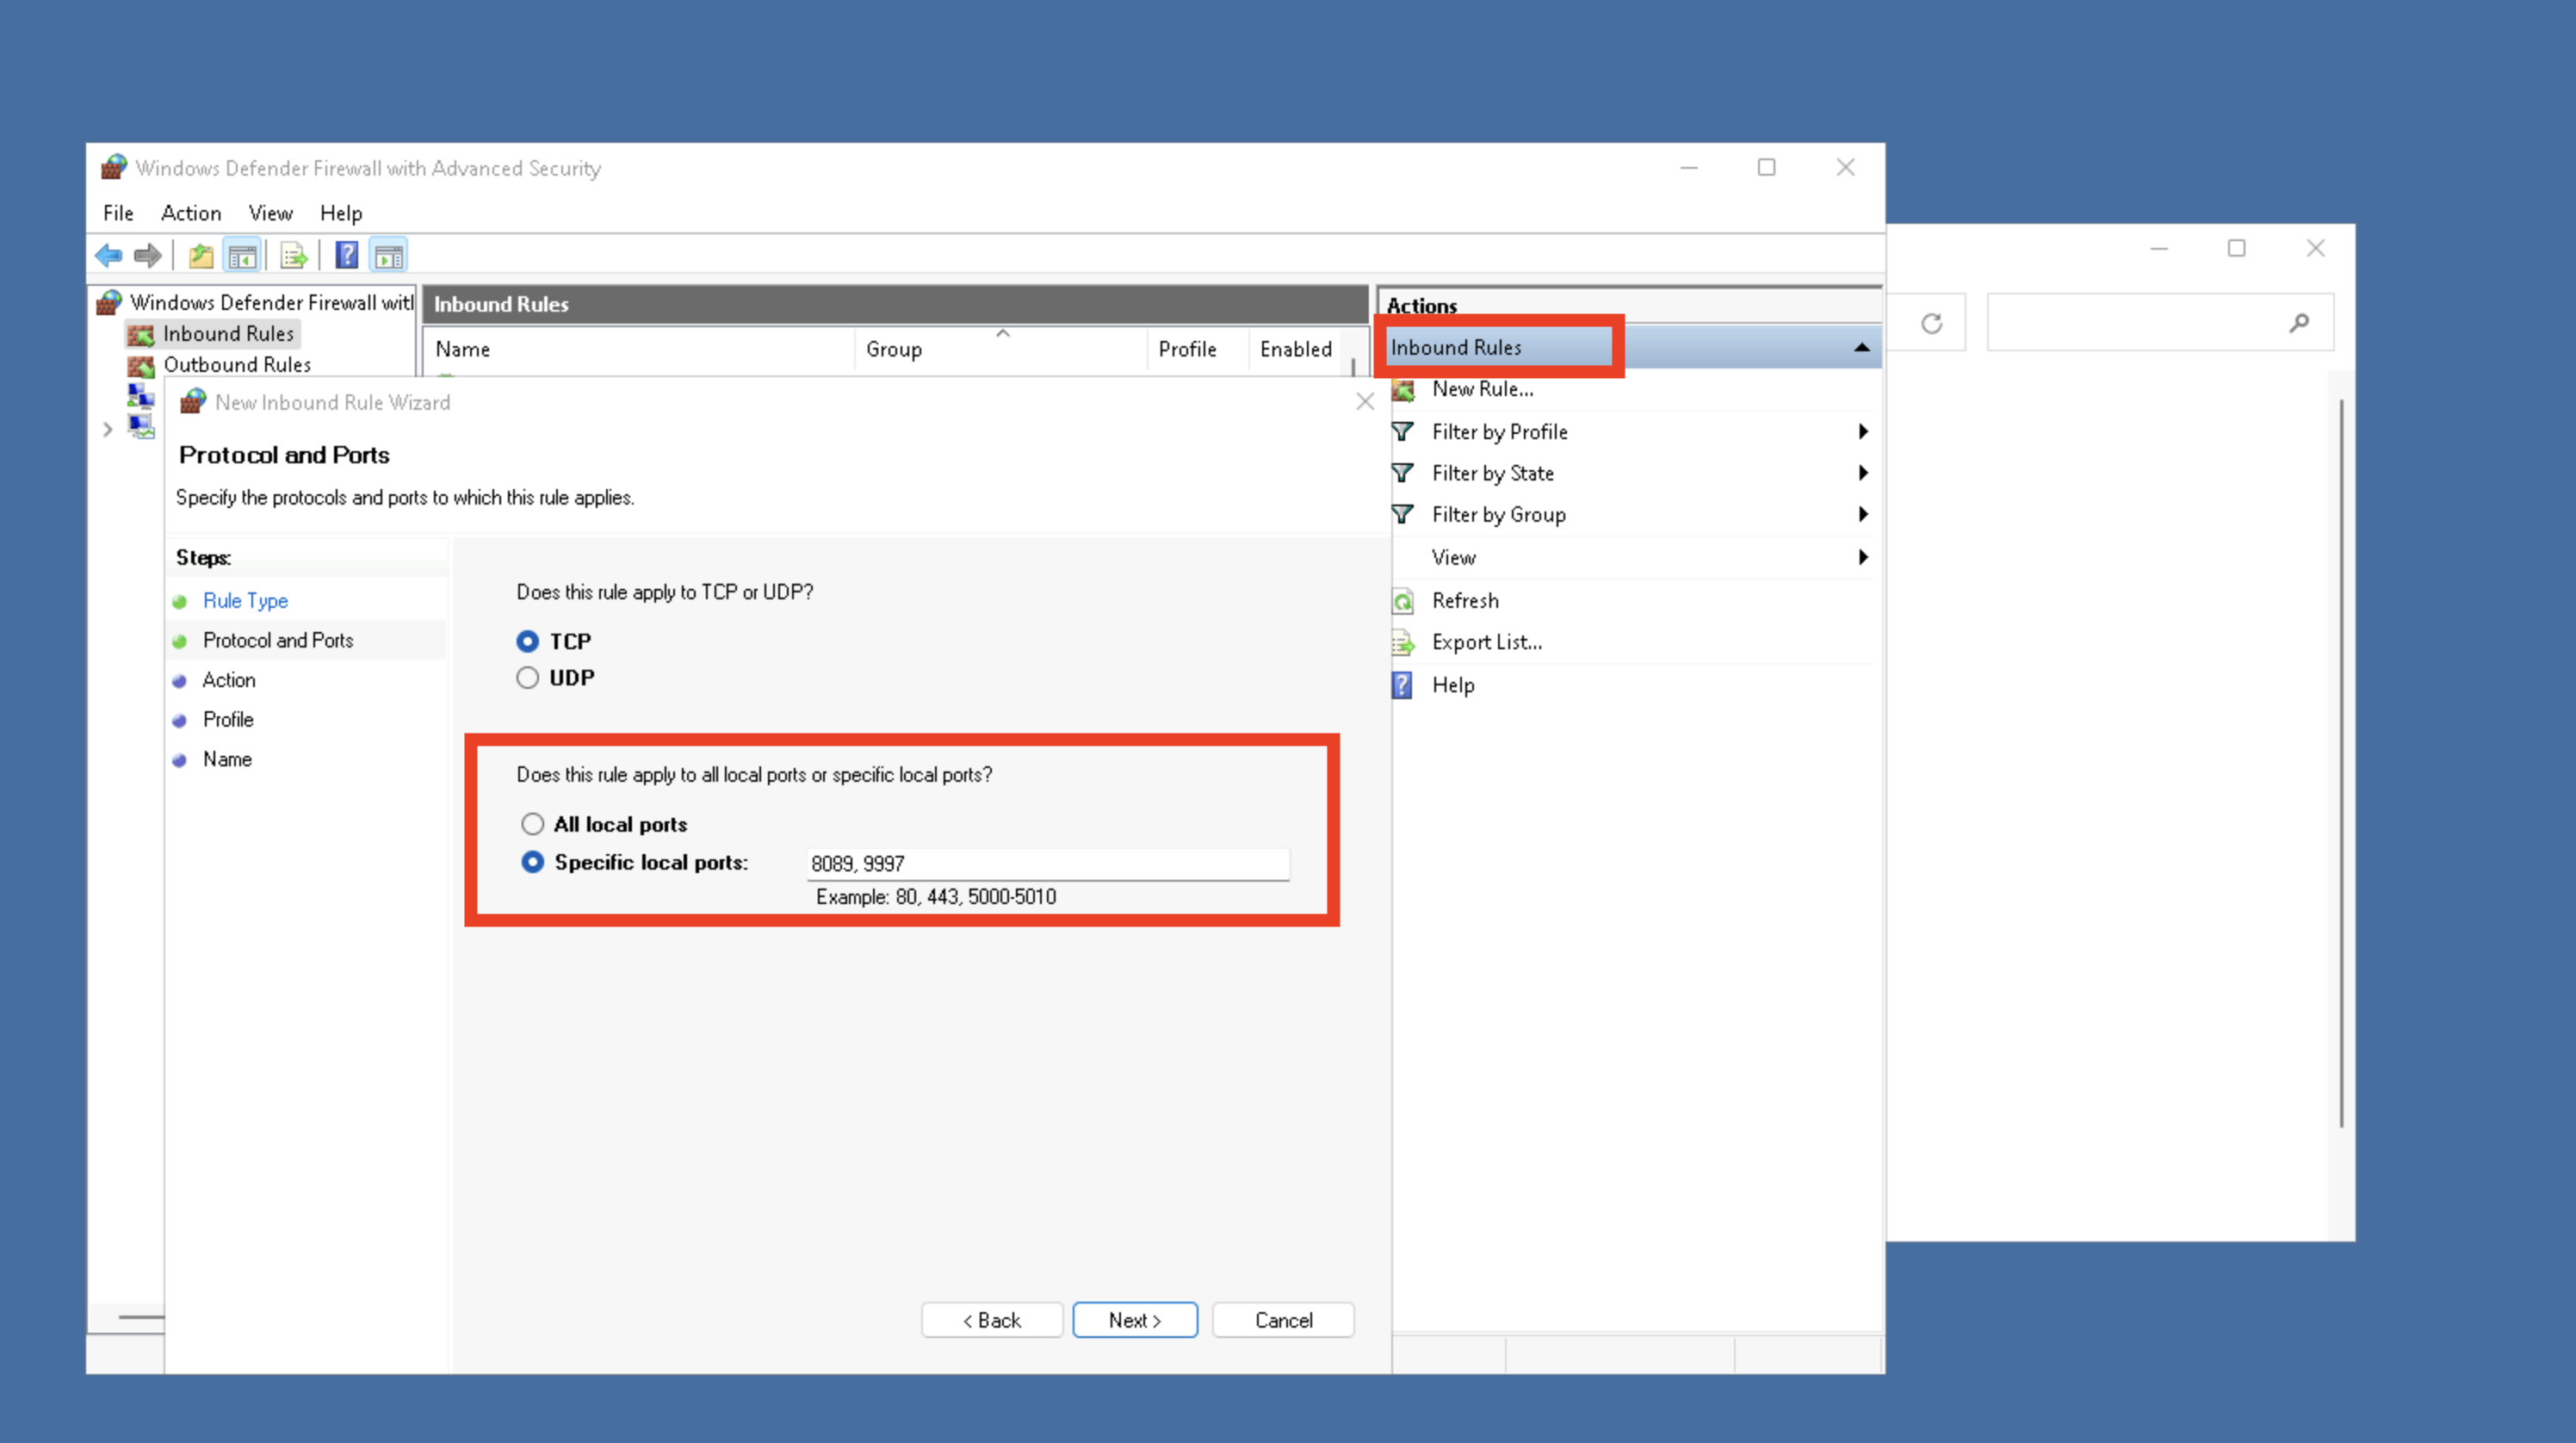 Windows Defender Firewall with Advanced Security
File Action View Help
Windows Defender Firewall witl
Inbound Rules
Outbound Rules
Inbound Rules
Name Group Profile Enabled
Actions
Inbound Rules
New Rule...
Filter by Profile
Filter by State
Filter by Group
View
Refresh
Export List...
Help
New Inbound Rule Wizard
Protocol and Ports
Specify the protocols and ports to which this rule applies.
Steps:
Rule Type
Protocol and Ports
Action
Profile
Name
Does this rule apply to TCP or UDP?
TCP
UDP
Does this rule apply to all local ports or specific local ports?
All local ports
Specific local ports: 8089, 9997
Example: 80, 443, 5000-5010
< Back Next > Cancel